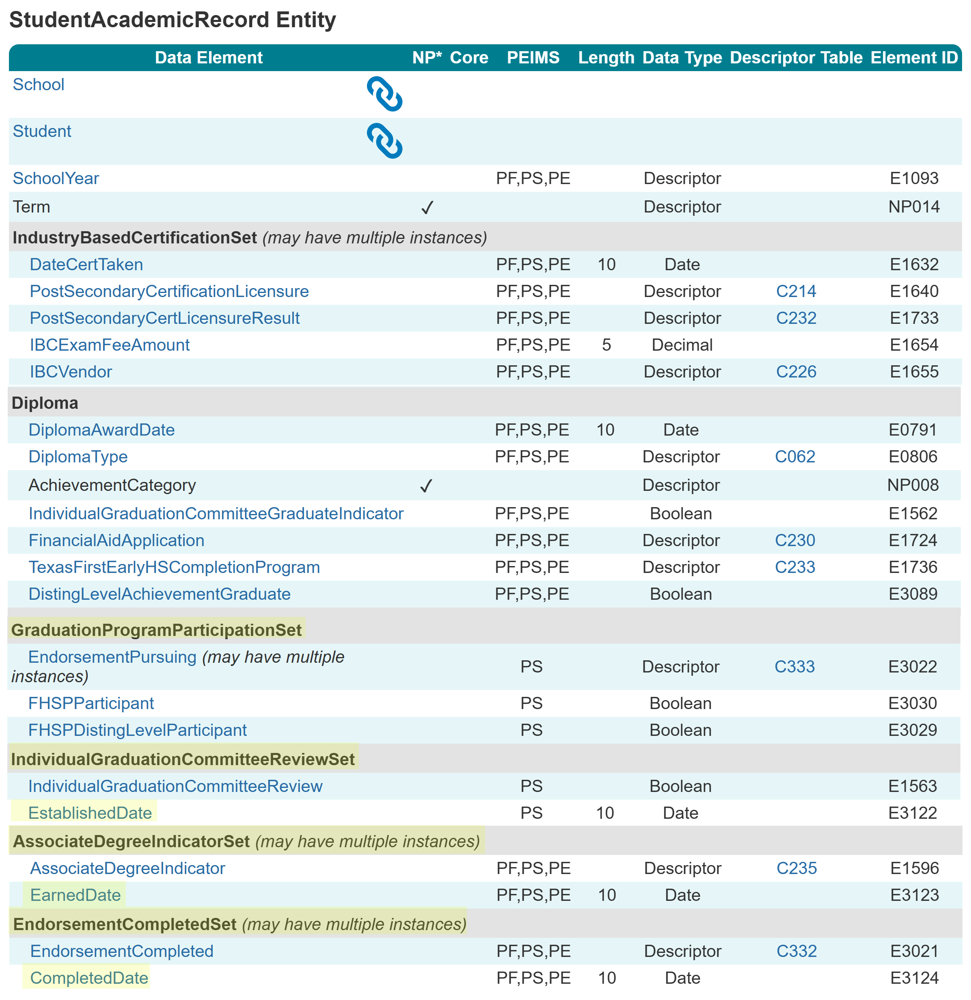 StudentAcademicRecord Entity
Data Element NP* Core PEIMS Length Data Type Descriptor Table Element ID
School
Student
SchoolYear PF,PS,PE Descriptor E1093
Term ✓ Descriptor NP014
IndustryBasedCertificationSet (may have multiple instances)
DateCertTaken PF,PS,PE 10 Date E1632
PostSecondaryCertificationLicensure PF,PS,PE Descriptor C214 E1640
PostSecondaryCertLicensureResult PF,PS,PE Descriptor C232 E1733
IBCExamFeeAmount PF,PS,PE 5 Decimal E1654
IBCVendor PF,PS,PE Descriptor C226 E1655
Diploma
DiplomaAwardDate PF,PS,PE 10 Date E0791
DiplomaType PF,PS,PE Descriptor C062 E0806
AchievementCategory ✓ Descriptor NP008
IndividualGraduationCommitteeGraduateIndicator PF,PS,PE Boolean E1562
FinancialAidApplication PF,PS,PE Descriptor C230 E1724
TexasFirstEarlyHSCompletionProgram PF,PS,PE Descriptor C233 E1736
DistingLevelAchievementGraduate PF,PS,PE Boolean E3089
GraduationProgramParticipationSet
EndorsementPursuing (may have multiple
instances) PS Descriptor C333 E3022
FHSPParticipant PS Boolean E3030
FHSPDistingLevelParticipant PS Boolean E3029
IndividualGraduationCommitteeReviewSet
IndividualGraduationCommitteeReview PS Boolean E1563
EstablishedDate PS 10 Date E3122
AssociateDegreeIndicatorSet (may have multiple instances)
AssociateDegreeIndicator PF,PS,PE Descriptor C235 E1596
EarnedDate PF,PS,PE 10 Date E3123
EndorsementCompletedSet (may have multiple instances)
EndorsementCompleted PF,PS,PE Descriptor C332 E3021
CompletedDate PF,PS,PE 10 Date E3124